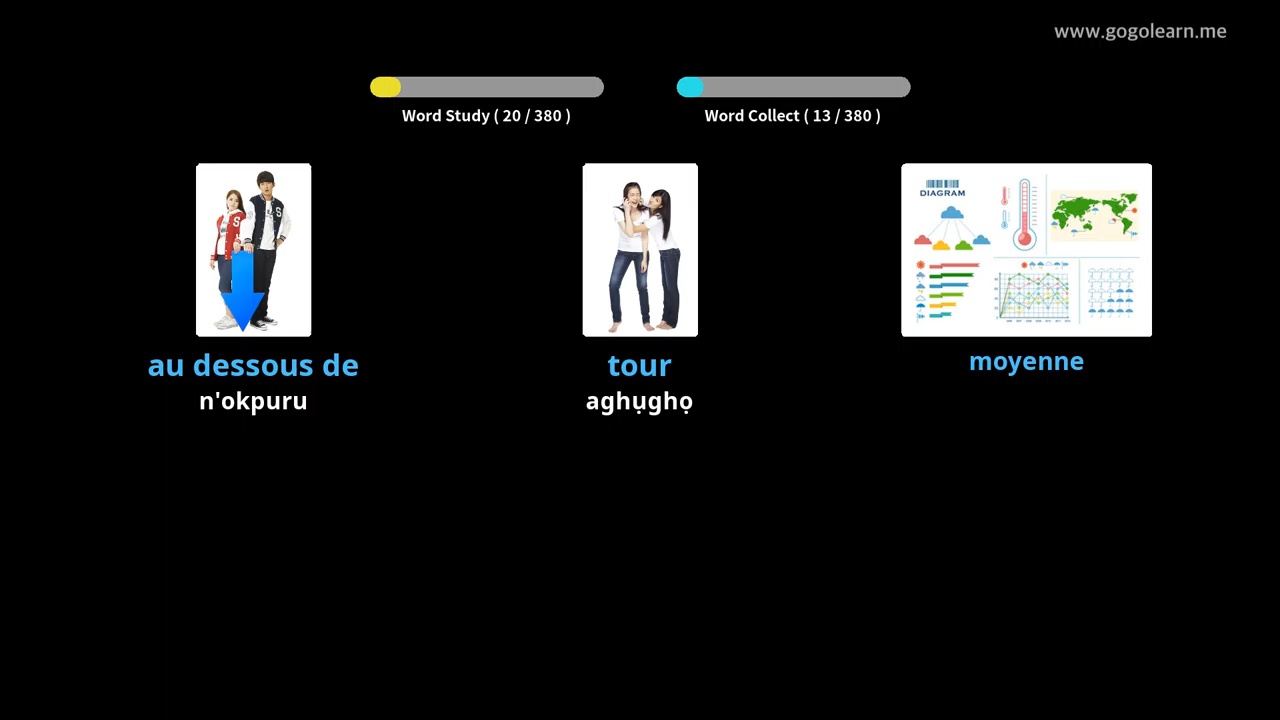 www.gogolearn.me
Word Study ( 20 / 380 )
Word Collect ( 13 / 380 )
DIAGRAM
au dessous de
n'okpuru
tour
aghụghọ
moyenne